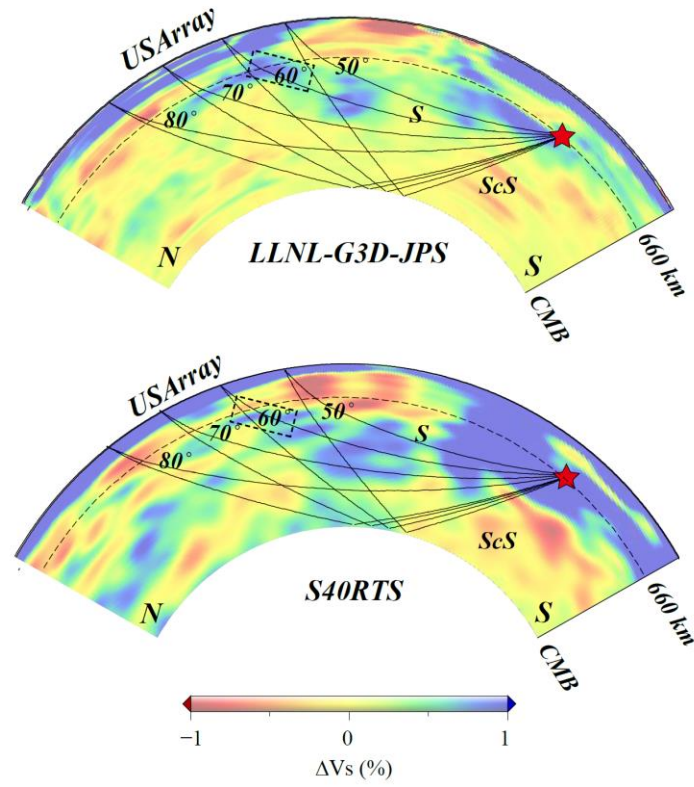 USArray
50°
60°
70°
80°
S
ScS
N
LLNL-G3D-JPS
S
660 km
CMB
USArray
50°
60°
70°
80°
S
ScS
N
S40RTS
S
660 km
CMB
−1 0 1
ΔVs (%)